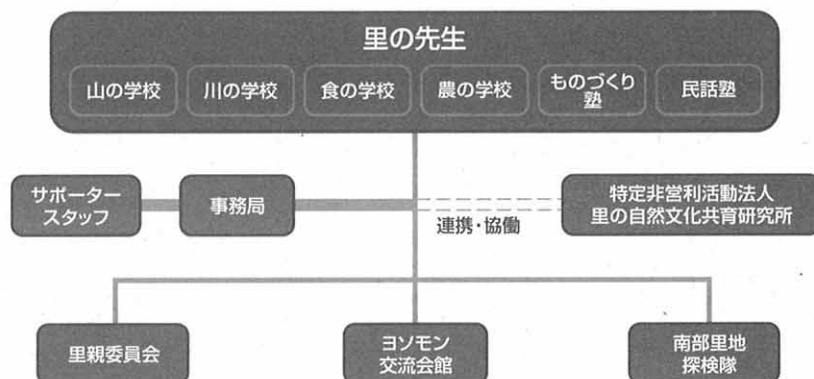 里の先生
山の学校
川の学校
食の学校
農の学校
ものづくり
塾
民話塾
サポーター
スタッフ
事務局
連携・協働
特定非営利活動法人
里の自然文化共育研究所
里親委員会
ヨソモン
交流会館
南部里地
探検隊